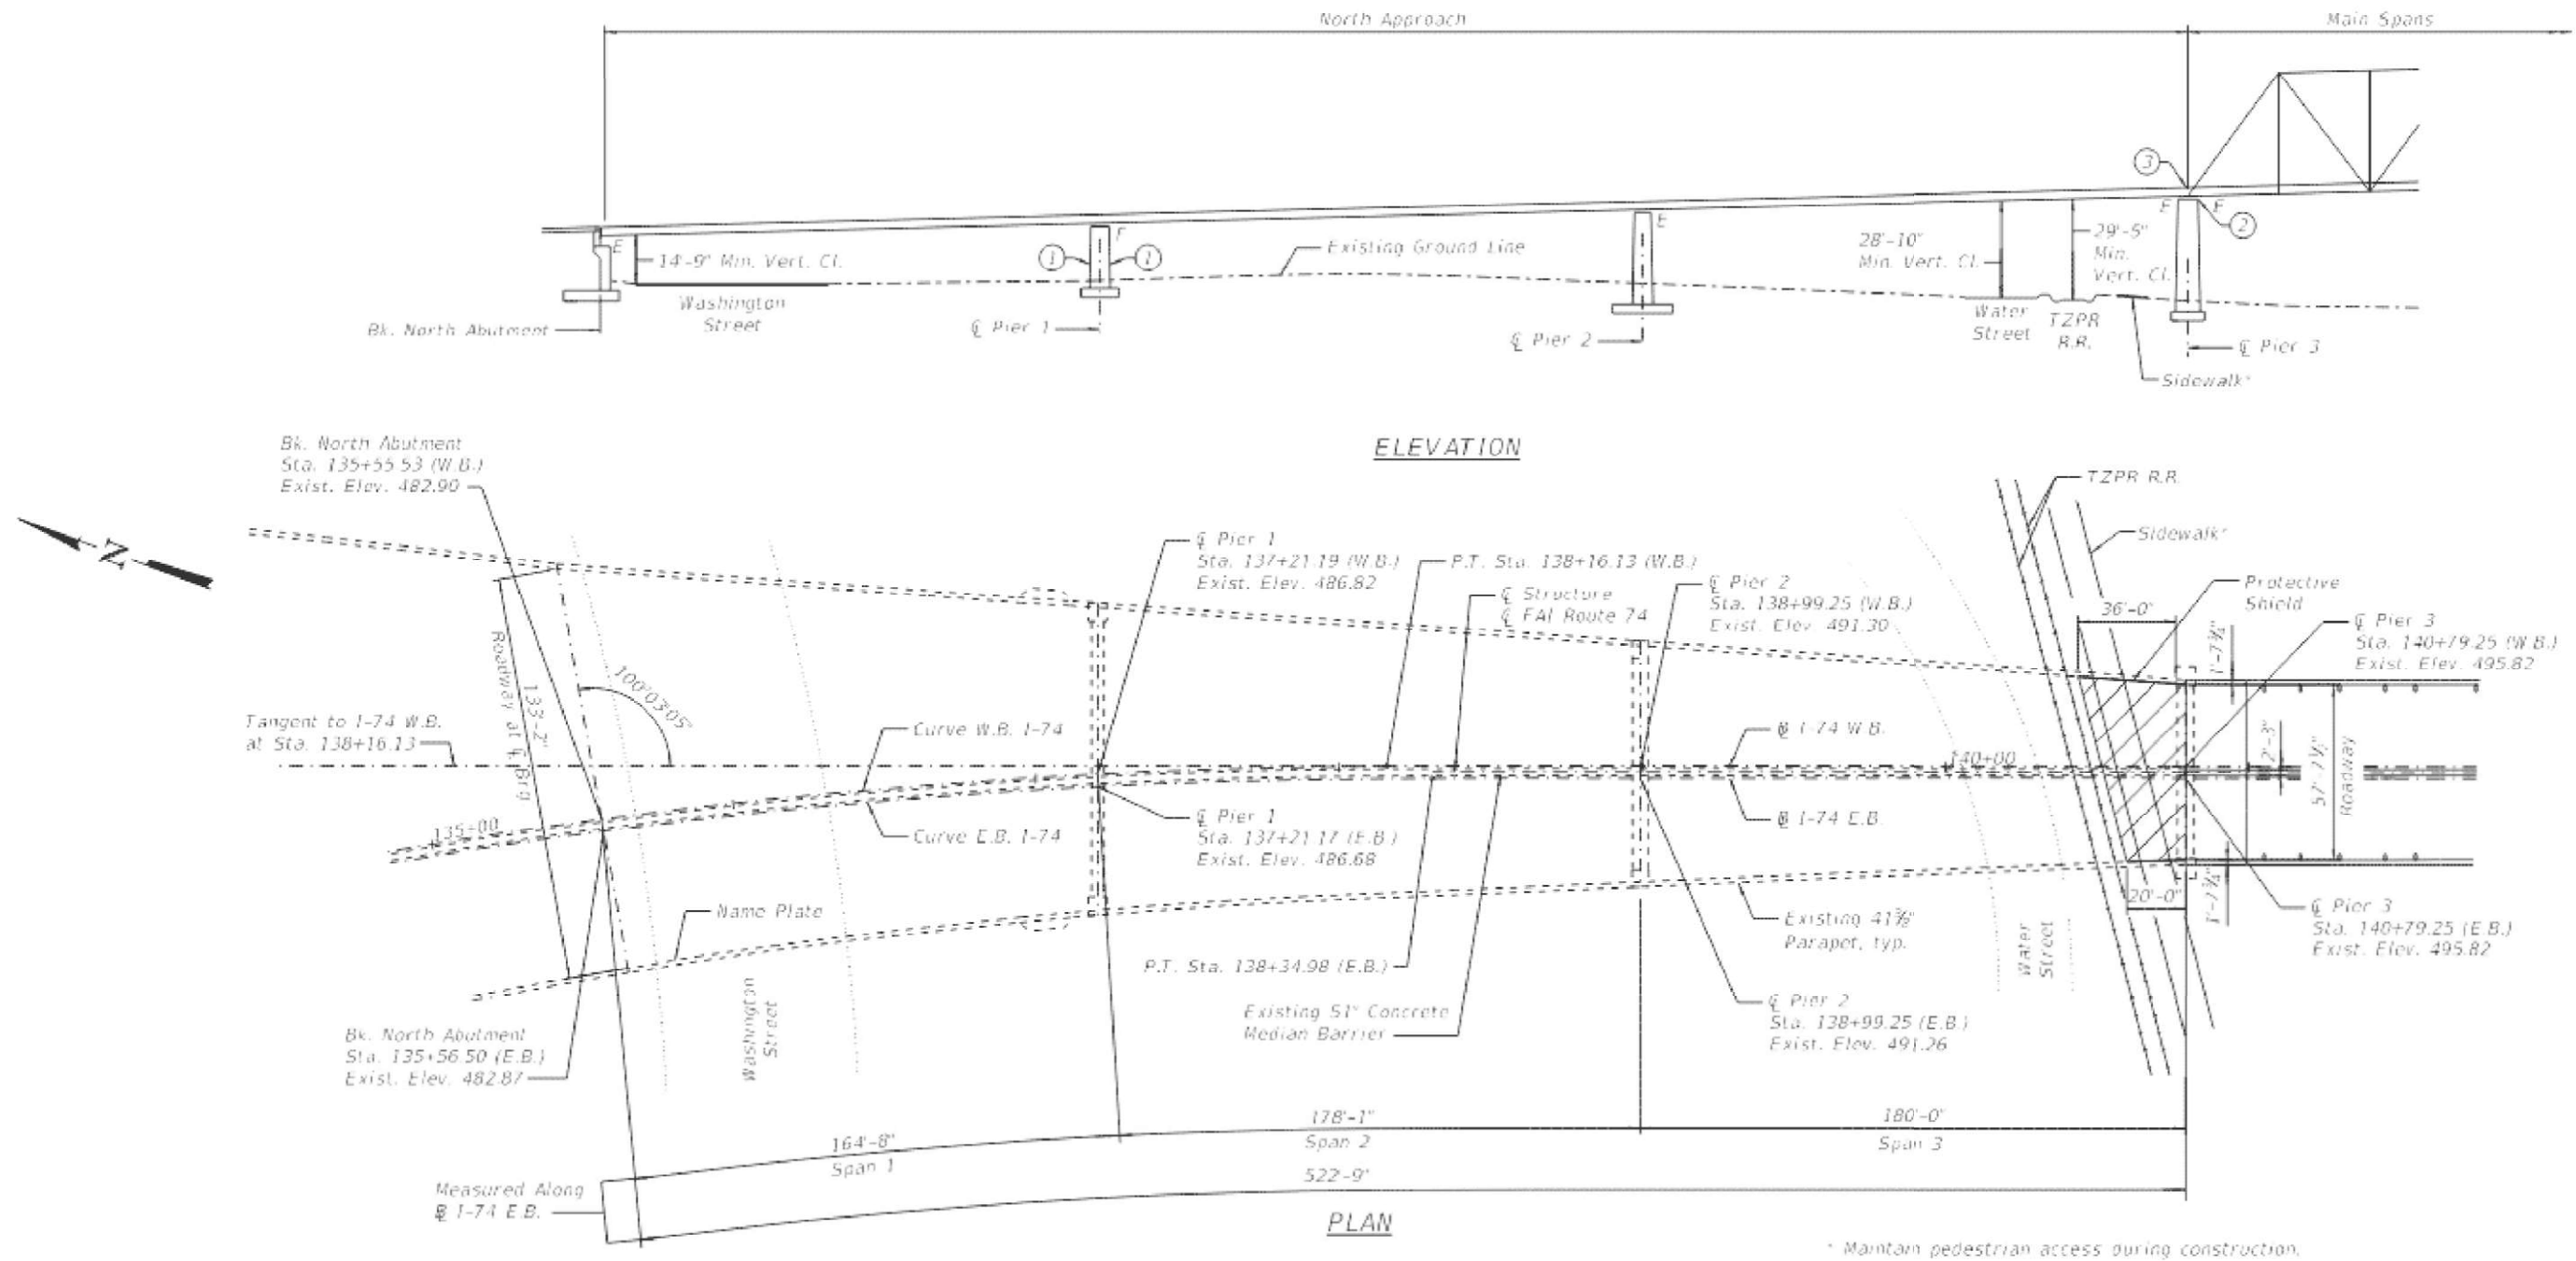 North Approach
Main Spans
3
E
F
E
F
E
2
1
1
14'-9" Min. Vert. Cl.
Existing Ground Line
28'-10"
Min. Vert. Cl.
29'-5"
Min.
Vert. Cl.
Washington
Street
Bk. North Abutment
℄ Pier 1
℄ Pier 2
Water
Street
TZPR
R.R.
℄ Pier 3
Sidewalk*
ELEVATION
Bk. North Abutment
Sta. 135+55.53 (W.B.)
Exist. Elev. 482.90
N
TZPR R.R.
Sidewalk*
℄ Pier 1
Sta. 137+21.19 (W.B.)
Exist. Elev. 486.82
P.T. Sta. 138+16.13 (W.B.)
℄ Structure
℄ FAI Route 74
℄ Pier 2
Sta. 138+99.25 (W.B.)
Exist. Elev. 491.30
Protective
Shield
36'-0"
1'-7¾"
℄ Pier 3
Sta. 140+79.25 (W.B.)
Exist. Elev. 495.82
133'-2"
Roadway at ℄ Brg
100°03'05"
Tangent to I-74 W.B.
at Sta. 138+16.13
Curve W.B. I-74
Curve E.B. I-74
135+00
℄ Pier 1
Sta. 137+21.17 (E.B.)
Exist. Elev. 486.68
I-74 W.B.
140+00
I-74 E.B.
2'-3"
57'-7½"
Roadway
Name Plate
20'-0"
1'-7¾"
Existing 41⅜"
Parapet, typ.
Water
Street
℄ Pier 3
Sta. 140+79.25 (E.B.)
Exist. Elev. 495.82
P.T. Sta. 138+34.98 (E.B.)
Existing 51" Concrete
Median Barrier
℄ Pier 2
Sta. 138+99.25 (E.B.)
Exist. Elev. 491.26
Washington
Street
Bk. North Abutment
Sta. 135+56.50 (E.B.)
Exist. Elev. 482.87
164'-8"
Span 1
178'-1"
Span 2
180'-0"
Span 3
522'-9"
Measured Along
I-74 E.B.
PLAN
* Maintain pedestrian access during construction.